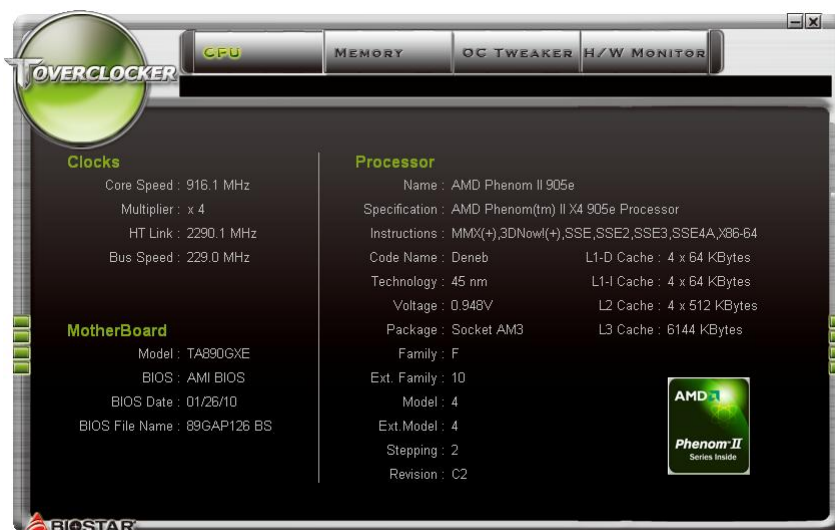 TOVERCLOCKER
CPU
MEMORY
OC TWEAKER
H/W MONITOR
Clocks
Core Speed : 916.1 MHz
Multiplier : x 4
HT Link : 2290.1 MHz
Bus Speed : 229.0 MHz
MotherBoard
Model : TA890GXE
BIOS : AMI BIOS
BIOS Date : 01/26/10
BIOS File Name : 89GAP126 BS
Processor
Name : AMD Phenom II 905e
Specification : AMD Phenom(tm) II X4 905e Processor
Instructions : MMX(+),3DNow!(+),SSE,SSE2,SSE3,SSE4A,X86-64
Code Name : Deneb L1-D Cache : 4 x 64 KBytes
Technology : 45 nm L1-I Cache : 4 x 64 KBytes
Voltage : 0.948V L2 Cache : 4 x 512 KBytes
Package : Socket AM3 L3 Cache : 6144 KBytes
Family : F
Ext. Family : 10
Model : 4
Ext.Model : 4
Stepping : 2
Revision : C2
AMD
Phenom II
Series Inside
BIOSTAR